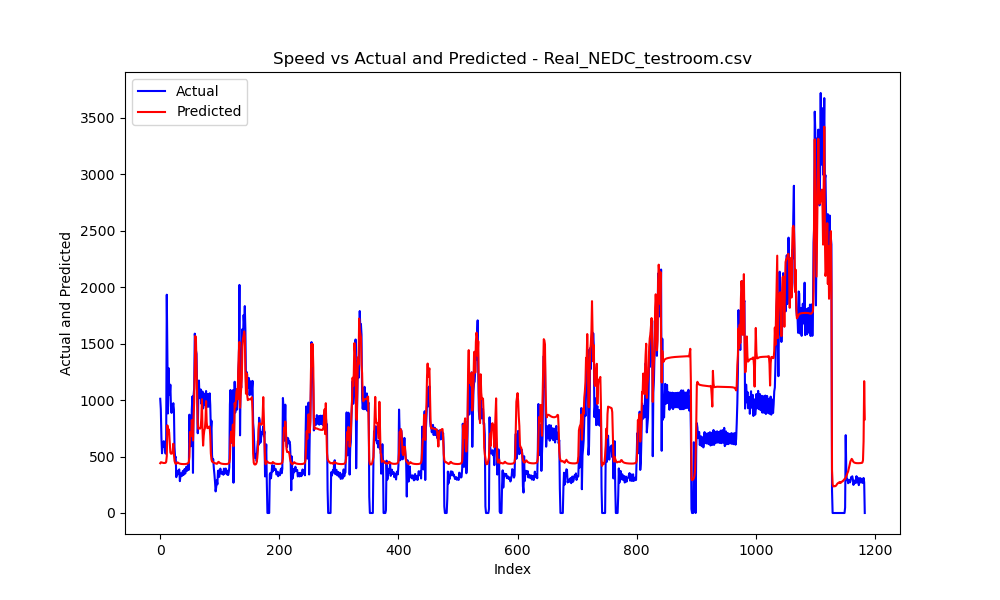 Speed vs Actual and Predicted - Real_NEDC_testroom.csv
Actual
Predicted
Actual and Predicted
3500
3000
2500
2000
1500
1000
500
0
0 200 400 600 800 1000 1200
Index